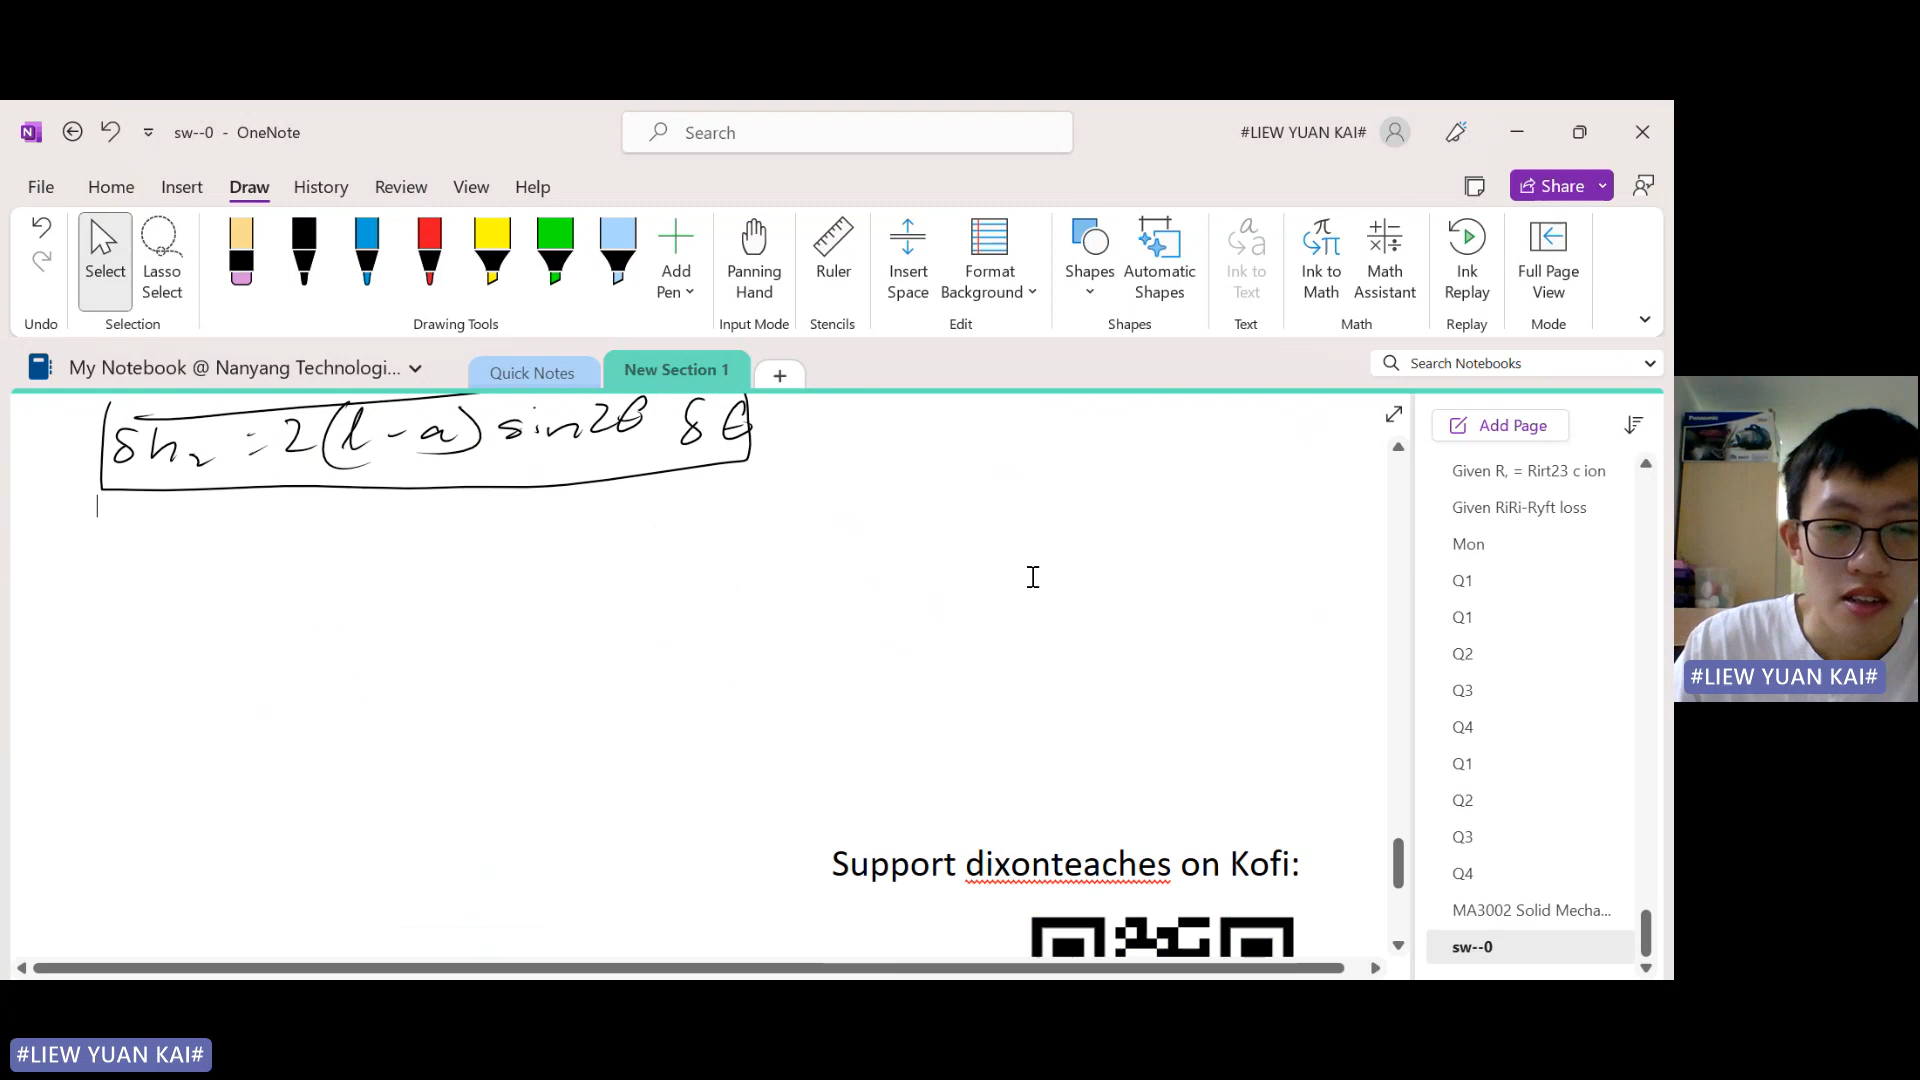 sw--0 - OneNote
Search
#LIEW YUAN KAI#
File
Home
Insert
Draw
History
Review
View
Help
Share
Select
Lasso
Select
Add
Pen
Panning
Hand
Ruler
Insert
Space
Format
Background
Shapes
Automatic
Shapes
Ink to
Text
Ink to
Math
Math
Assistant
Ink
Replay
Full Page
View
Undo
Selection
Drawing Tools
Input Mode
Stencils
Edit
Shapes
Text
Math
Replay
Mode
My Notebook @ Nanyang Technologi...
Quick Notes
New Section 1
Search Notebooks
δh₂ = 2(l - a) sin2θ δθ
Support dixonteaches on Kofi:
Add Page
Given R, = Rirt23 c ion
Given RiRi-Ryft loss
Mon
Q1
Q1
Q2
Q3
Q4
Q1
Q2
Q3
Q4
MA3002 Solid Mecha...
sw--0
Panasonic
#LIEW YUAN KAI#
#LIEW YUAN KAI#